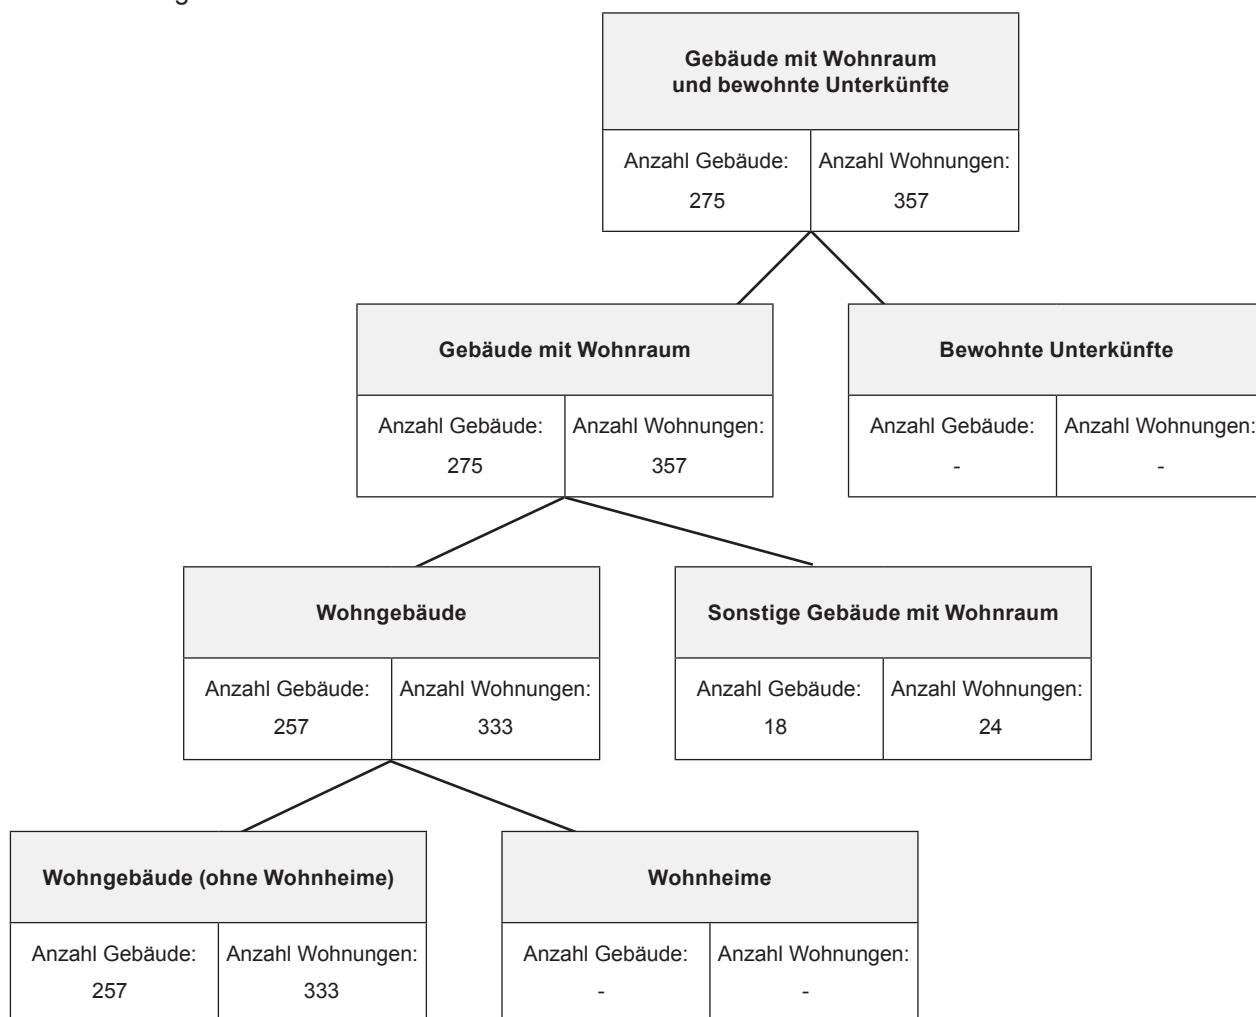 Gebäude mit Wohnraum
und bewohnte Unterkünfte
Anzahl Gebäude:
275
Anzahl Wohnungen:
357
Gebäude mit Wohnraum
Anzahl Gebäude:
275
Anzahl Wohnungen:
357
Bewohnte Unterkünfte
Anzahl Gebäude:
-
Anzahl Wohnungen:
-
Wohngebäude
Anzahl Gebäude:
257
Anzahl Wohnungen:
333
Sonstige Gebäude mit Wohnraum
Anzahl Gebäude:
18
Anzahl Wohnungen:
24
Wohngebäude (ohne Wohnheime)
Anzahl Gebäude:
257
Anzahl Wohnungen:
333
Wohnheime
Anzahl Gebäude:
-
Anzahl Wohnungen:
-